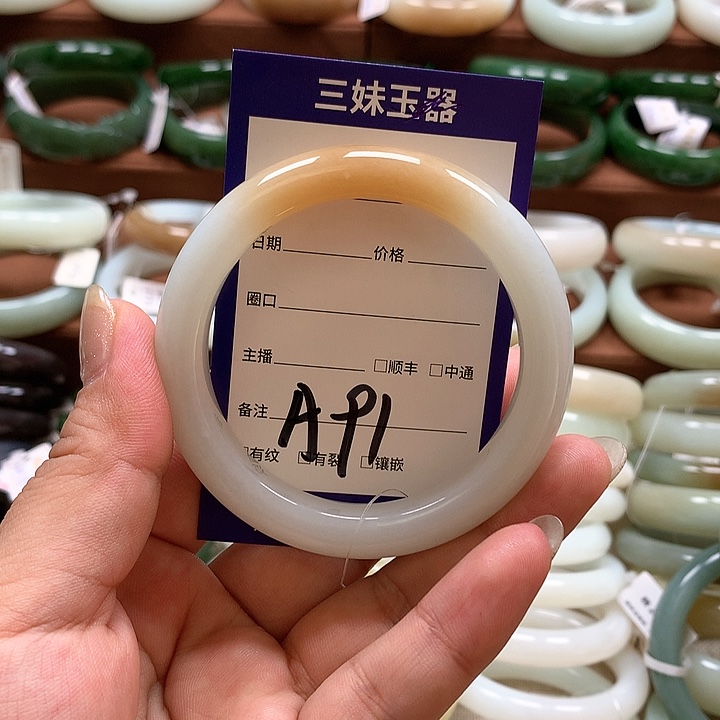 三妹玉器
日期 价格
圈口
主播 □顺丰 □中通
备注 AP1
□有纹 □有裂 □镶嵌